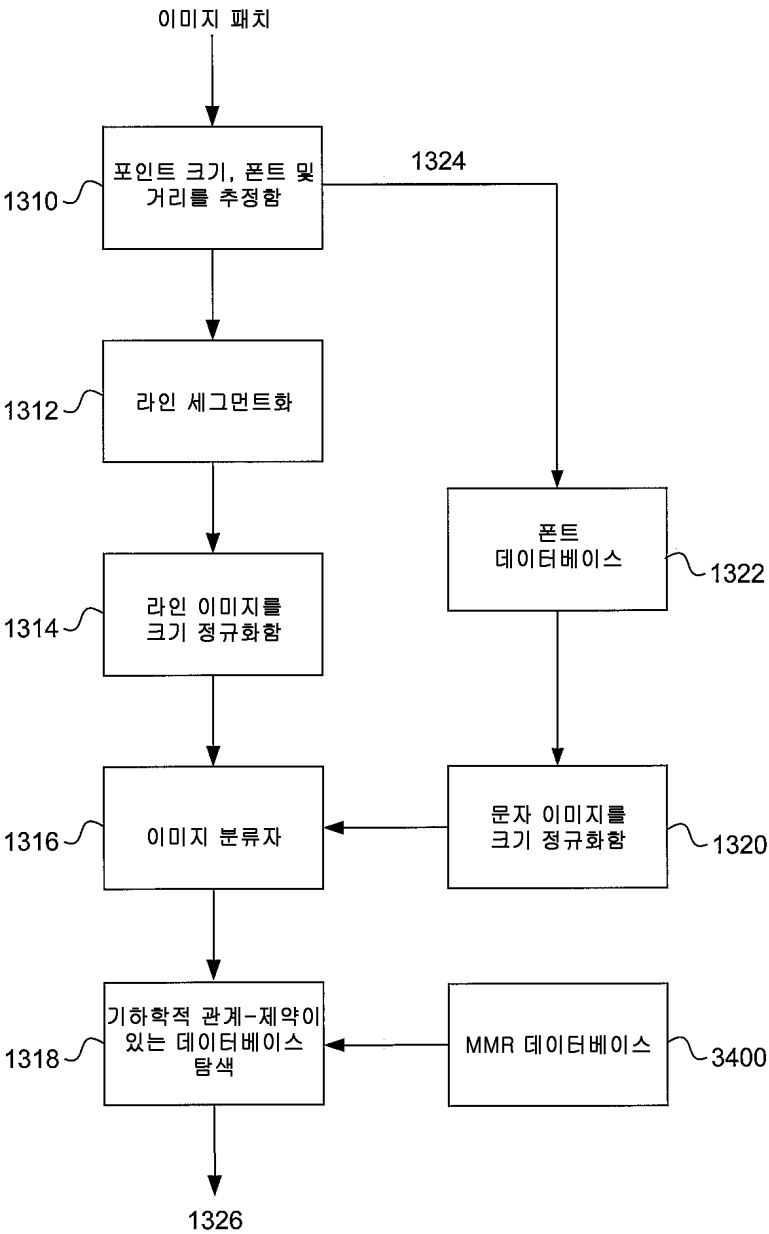 이미지 패치
포인트 크기, 폰트 및
거리를 추정함
1310
1324
라인 세그먼트화
1312
폰트
데이터베이스
1322
라인 이미지를
크기 정규화함
1314
이미지 분류자
1316
문자 이미지를
크기 정규화함
1320
기하학적 관계-제약이
있는 데이터베이스
탐색
1318
MMR 데이터베이스
3400
1326